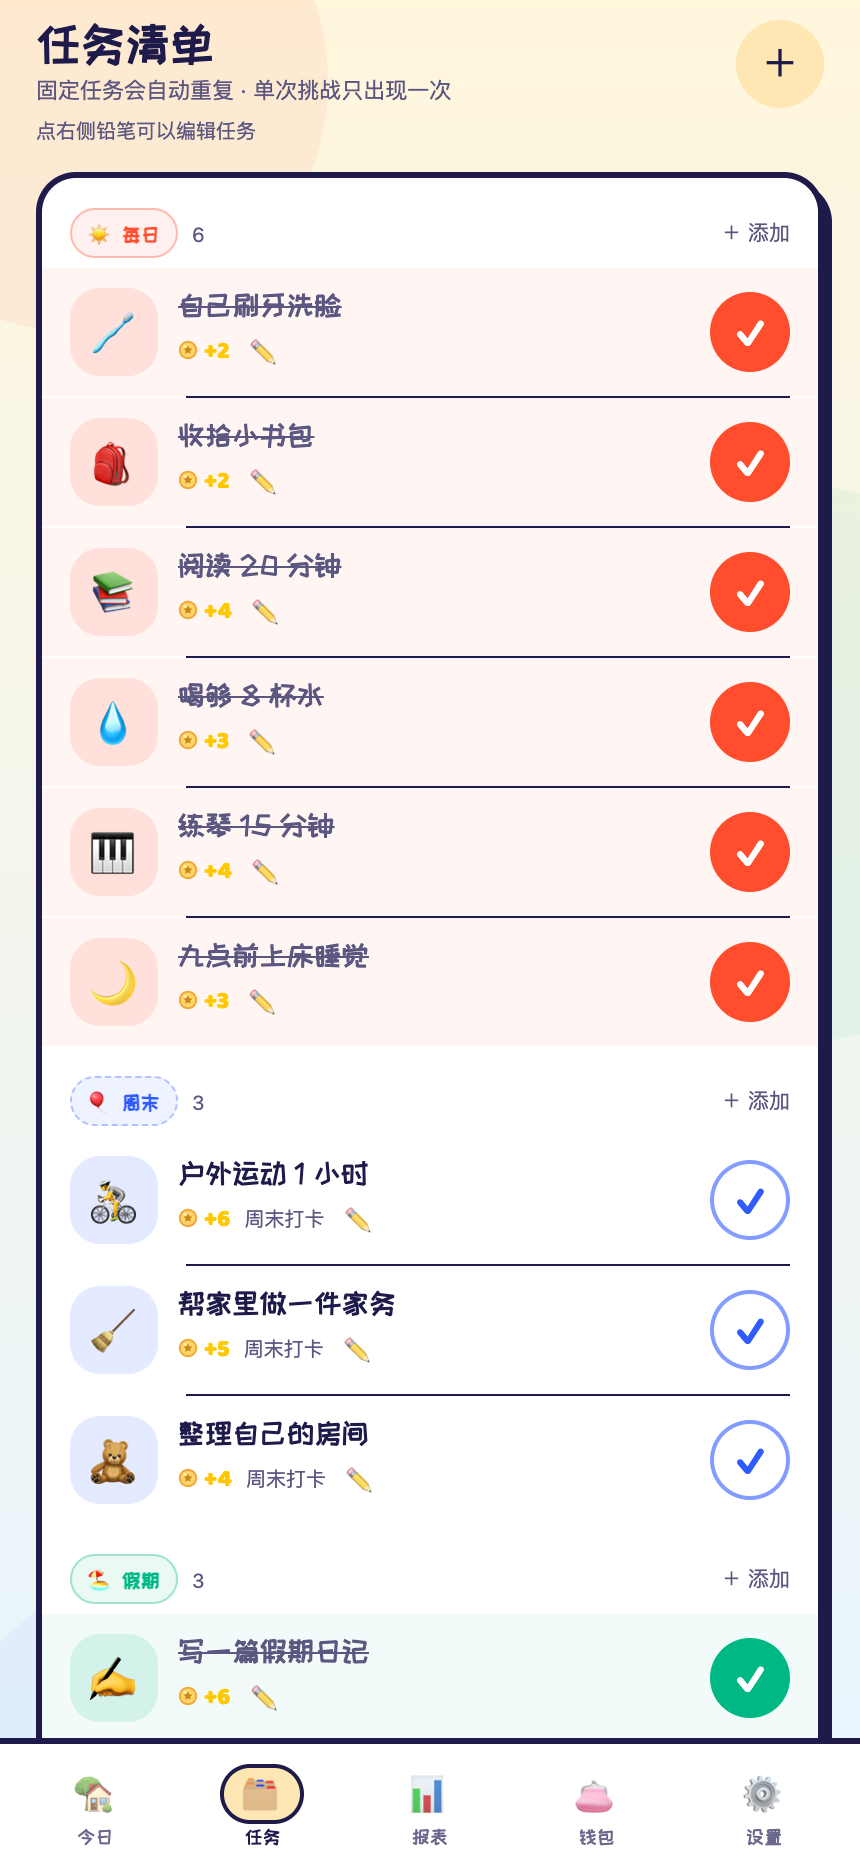 任务清单
固定任务会自动重复 · 单次挑战只出现一次
点右侧铅笔可以编辑任务
每日 6 + 添加
自己刷牙洗脸
+2
收拾小书包
+2
阅读 20 分钟
+4
喝够 8 杯水
+3
练琴 15 分钟
+4
九点前上床睡觉
+3
周末 3 + 添加
户外运动 1 小时
+6 周末打卡
帮家里做一件家务
+5 周末打卡
整理自己的房间
+4 周末打卡
假期 3 + 添加
写一篇假期日记
+6
今日 任务 报表 钱包 设置